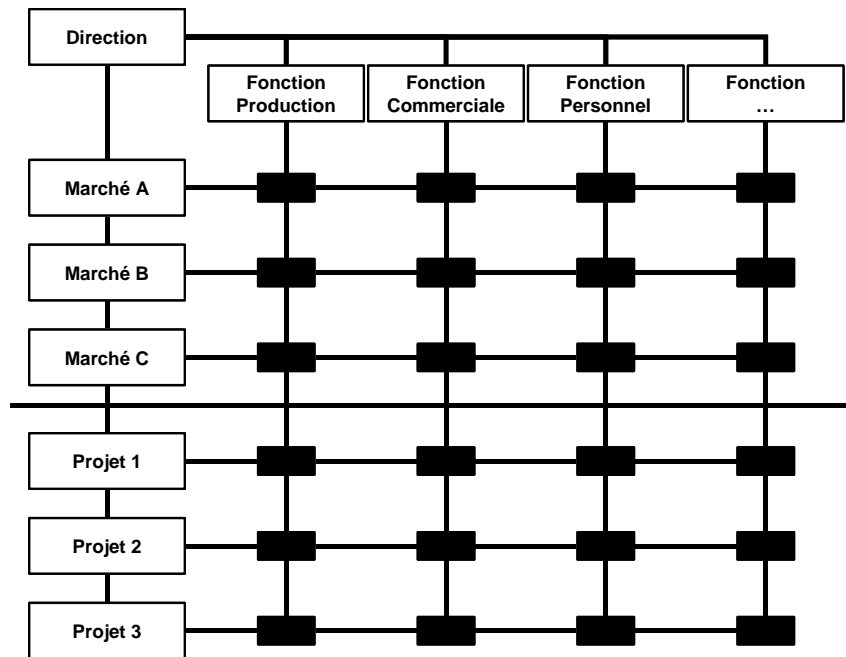 Direction
Fonction
Production
Fonction
Commerciale
Fonction
Personnel
Fonction
…
Marché A
Marché B
Marché C
Projet 1
Projet 2
Projet 3